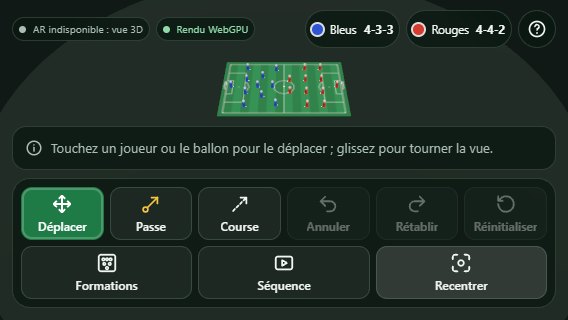 AR indisponible : vue 3D
Rendu WebGPU
Bleus 4-3-3
Rouges 4-4-2
Touchez un joueur ou le ballon pour le déplacer ; glissez pour tourner la vue.
Déplacer
Passe
Course
Annuler
Rétablir
Réinitialiser
Formations
Séquence
Recentrer